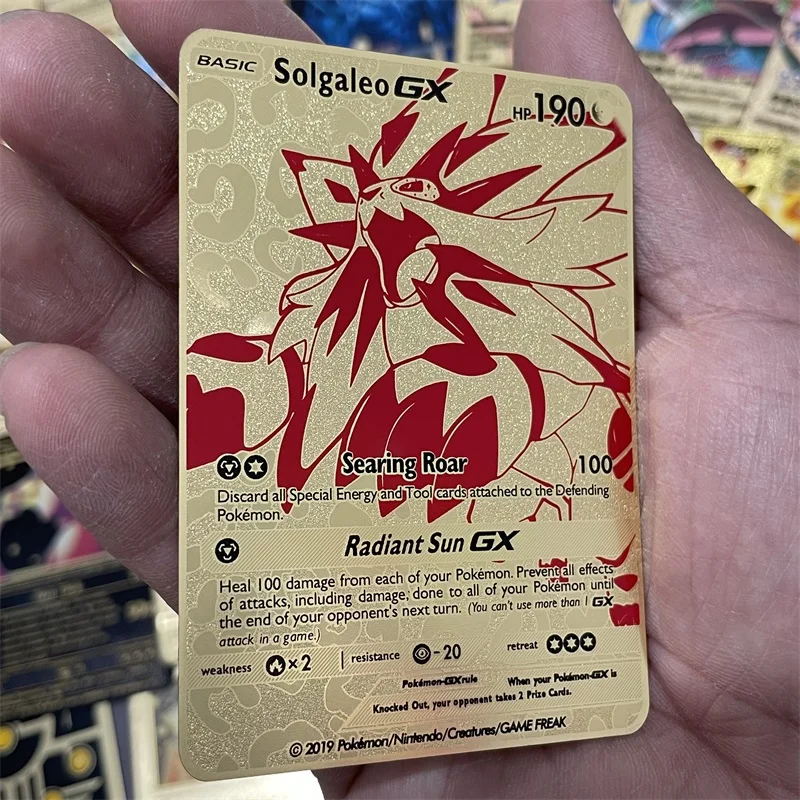 BASIC Solgaleo GX HP 190
Searing Roar 100
Discard all Special Energy and Tool cards attached to the Defending
Pokémon.
Radiant Sun GX
Heal 100 damage from each of your Pokémon. Prevent all effects
of attacks, including damage, done to all of your Pokémon until
the end of your opponent's next turn. (You can't use more than 1 GX
attack in a game.)
weakness ×2 resistance -20 retreat
Pokémon-GX rule When your Pokémon-GX is
Knocked Out, your opponent takes 2 Prize Cards.
© 2019 Pokémon/Nintendo/Creatures/GAME FREAK